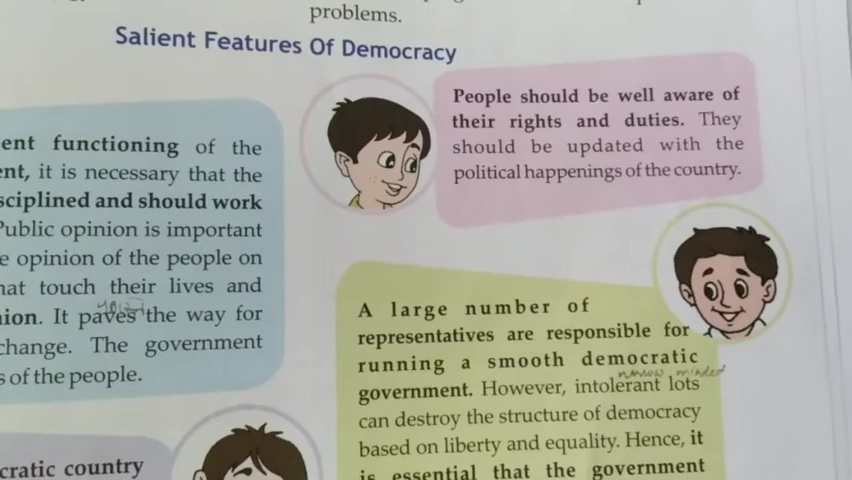 problems.
Salient Features Of Democracy
People should be well aware of
their rights and duties. They
should be updated with the
political happenings of the country.
ent functioning of the
ent, it is necessary that the
sciplined and should work
Public opinion is important
e opinion of the people on
hat touch their lives and
nion. It paves the way for
change. The government
s of the people.
A large number of
representatives are responsible for
running a smooth democratic
narrow minded
government. However, intolerant lots
can destroy the structure of democracy
based on liberty and equality. Hence, it
is essential that the government
cratic country